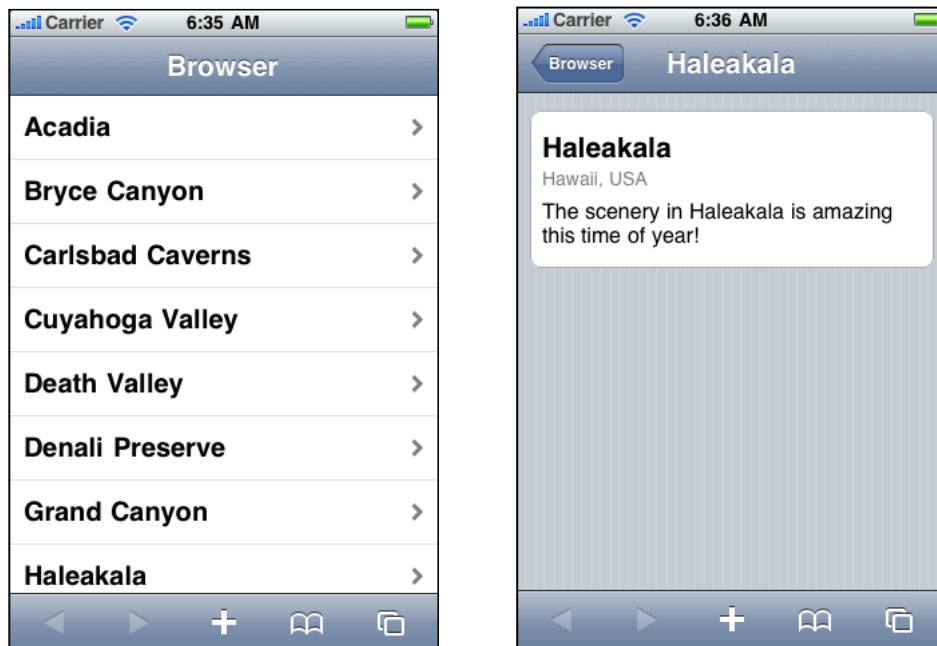 Carrier 6:35 AM
Browser
Acadia
Bryce Canyon
Carlsbad Caverns
Cuyahoga Valley
Death Valley
Denali Preserve
Grand Canyon
Haleakala
Carrier 6:36 AM
Browser Haleakala
Haleakala
Hawaii, USA
The scenery in Haleakala is amazing
this time of year!